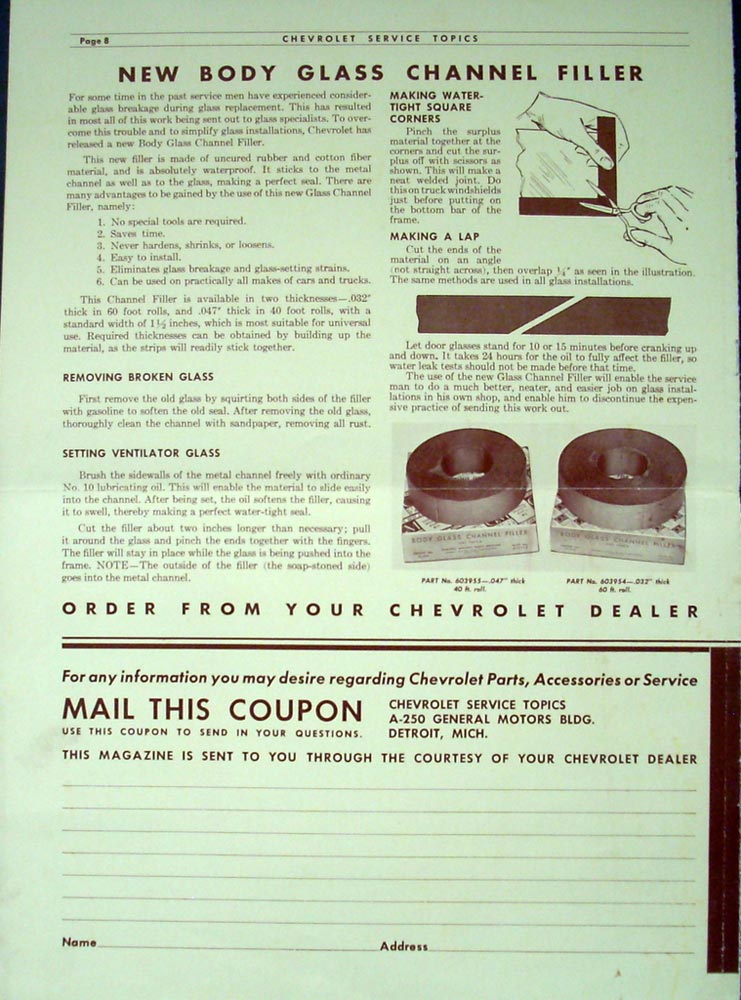 Page 8
CHEVROLET SERVICE TOPICS
NEW BODY GLASS CHANNEL FILLER
For some time in the past service men have experienced consider-
able glass breakage during glass replacement. This has resulted
in most all of this work being sent out to glass specialists. To over-
come this trouble and to simplify glass installations, Chevrolet has
released a new Body Glass Channel Filler.
This new filler is made of uncured rubber and cotton fiber
material, and is absolutely waterproof. It sticks to the metal
channel as well as to the glass, making a perfect seal. There are
many advantages to be gained by the use of this new Glass Channel
Filler, namely:
1. No special tools are required.
2. Saves time.
3. Never hardens, shrinks, or loosens.
4. Easy to install.
5. Eliminates glass breakage and glass-setting strains.
6. Can be used on practically all makes of cars and trucks.
This Channel Filler is available in two thicknesses—.032"
thick in 60 foot rolls, and .047" thick in 40 foot rolls, with a
standard width of 1½ inches, which is most suitable for universal
use. Required thicknesses can be obtained by building up the
material, as the strips will readily stick together.
REMOVING BROKEN GLASS
First remove the old glass by squirting both sides of the filler
with gasoline to soften the old seal. After removing the old glass,
thoroughly clean the channel with sandpaper, removing all rust.
SETTING VENTILATOR GLASS
Brush the sidewalls of the metal channel freely with ordinary
No. 10 lubricating oil. This will enable the material to slide easily
into the channel. After being set, the oil softens the filler, causing
it to swell, thereby making a perfect water-tight seal.
Cut the filler about two inches longer than necessary; pull
it around the glass and pinch the ends together with the fingers.
The filler will stay in place while the glass is being pushed into the
frame. NOTE—The outside of the filler (the soap-stoned side)
goes into the metal channel.
MAKING WATER-
TIGHT SQUARE
CORNERS
Pinch the surplus
material together at the
corners and cut the sur-
plus off with scissors as
shown. This will make a
neat welded joint. Do
this on truck windshields
just before putting on
the bottom bar of the
frame.
MAKING A LAP
Cut the ends of the
material on an angle
(not straight across), then overlap ¼" as seen in the illustration.
The same methods are used in all glass installations.
Let door glasses stand for 10 or 15 minutes before cranking up
and down. It takes 24 hours for the oil to fully affect the filler, so
water leak tests should not be made before that time.
The use of the new Glass Channel Filler will enable the service
man to do a much better, neater, and easier job on glass instal-
lations in his own shop, and enable him to discontinue the expen-
sive practice of sending this work out.
BODY GLASS CHANNEL FILLER
BODY GLASS CHANNEL FILLER
PART No. 603953—.047" thick
40 ft. roll.
PART No. 603954—.032" thick
60 ft. roll.
ORDER FROM YOUR CHEVROLET DEALER
For any information you may desire regarding Chevrolet Parts, Accessories or Service
MAIL THIS COUPON
USE THIS COUPON TO SEND IN YOUR QUESTIONS.
CHEVROLET SERVICE TOPICS
A-250 GENERAL MOTORS BLDG.
DETROIT, MICH.
THIS MAGAZINE IS SENT TO YOU THROUGH THE COURTESY OF YOUR CHEVROLET DEALER
Name
Address